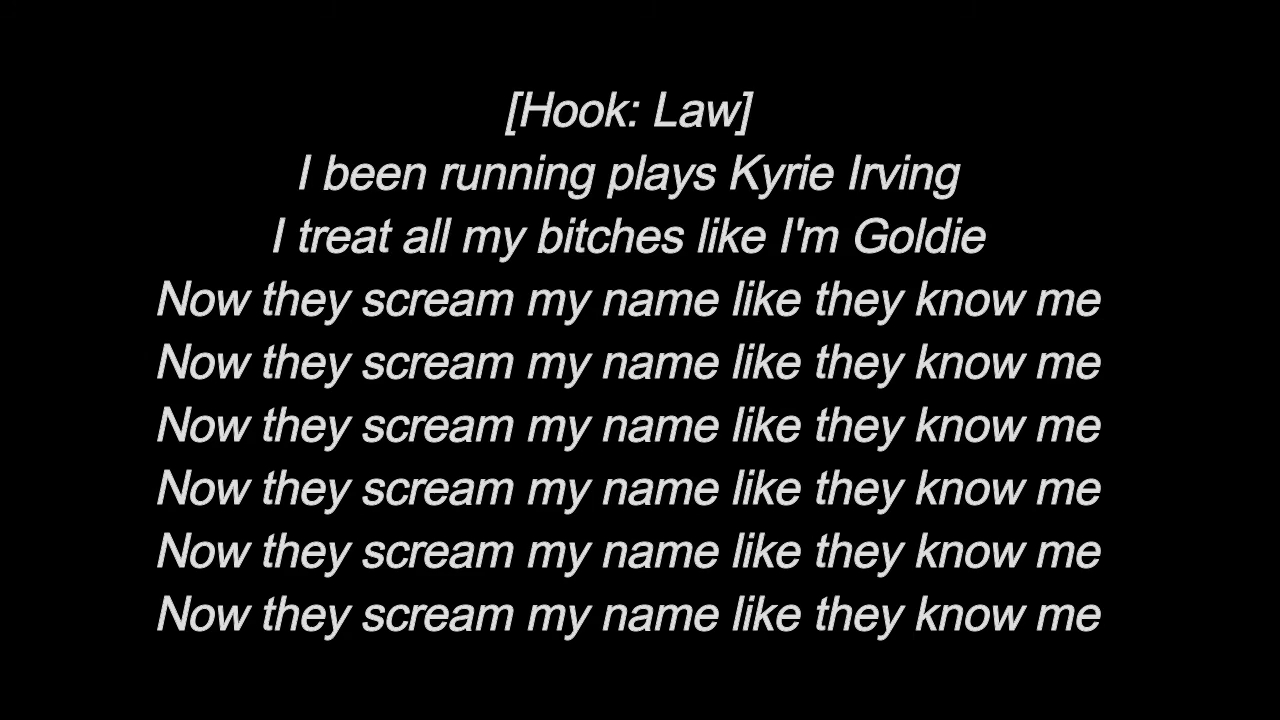 [Hook: Law]
I been running plays Kyrie Irving
I treat all my bitches like I'm Goldie
Now they scream my name like they know me
Now they scream my name like they know me
Now they scream my name like they know me
Now they scream my name like they know me
Now they scream my name like they know me
Now they scream my name like they know me